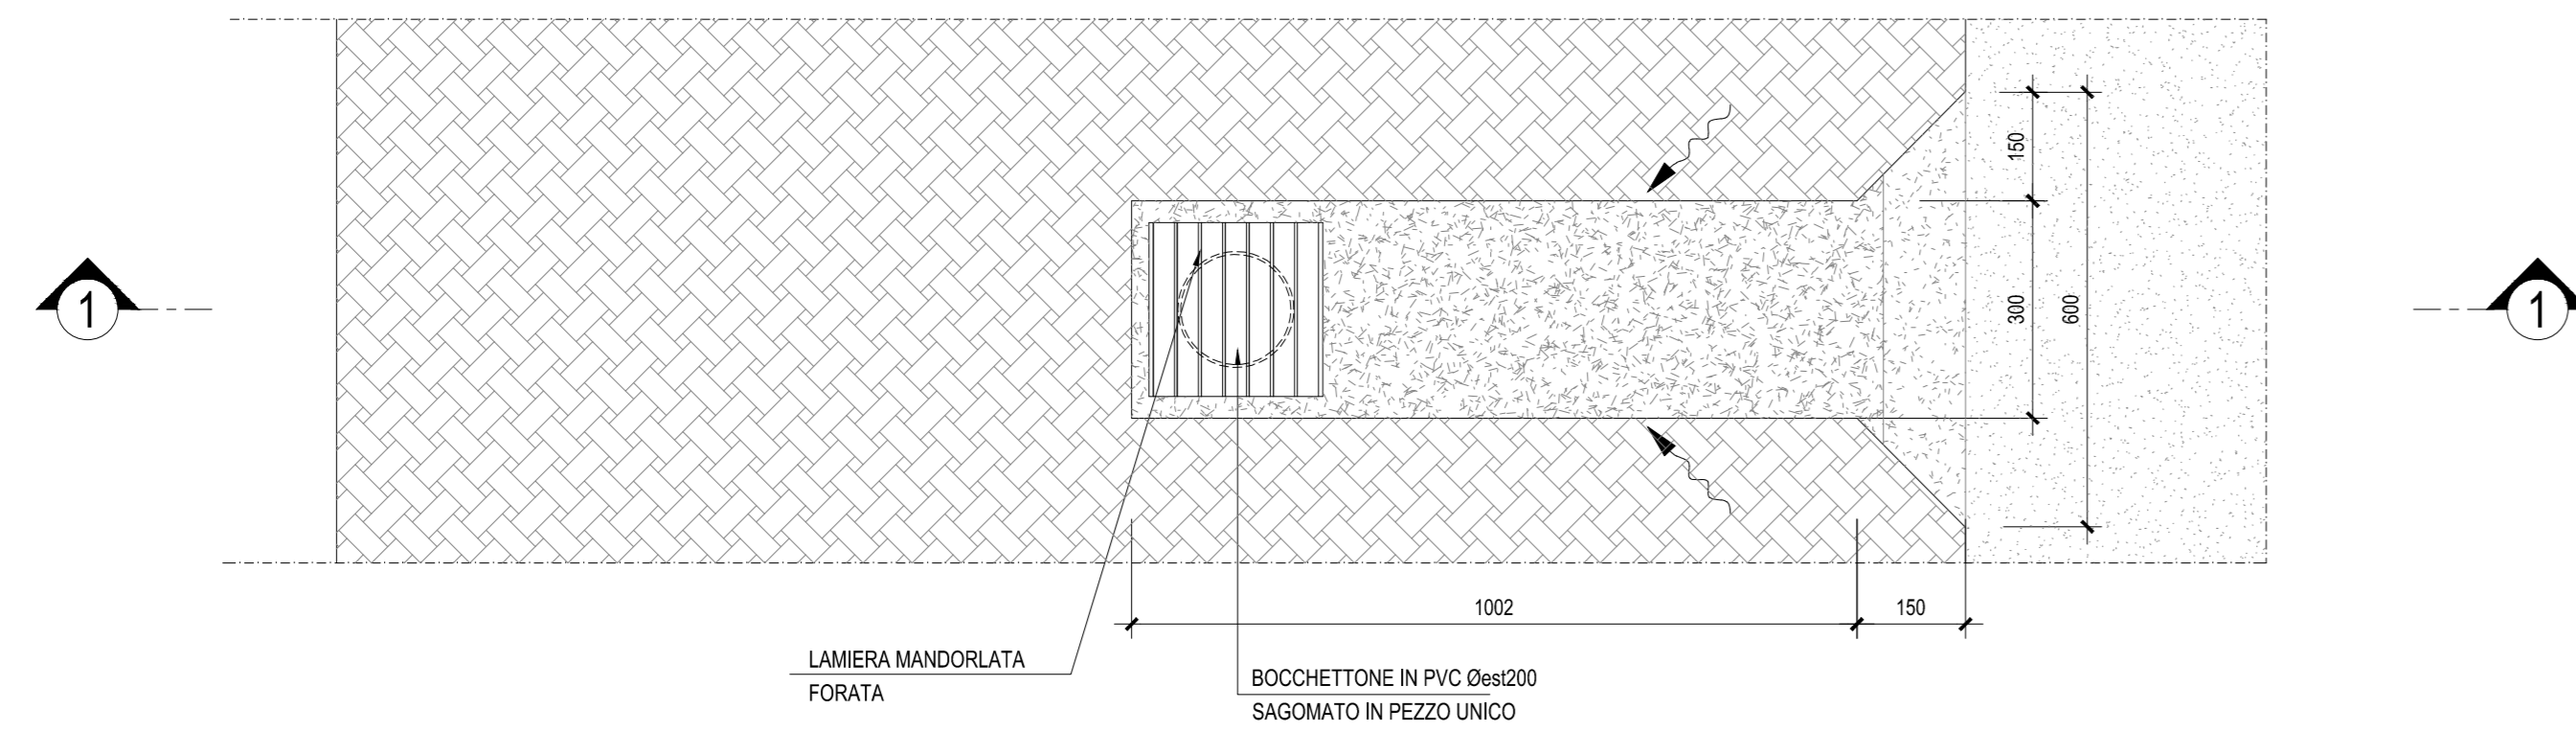 150
1
300
600
1
1002
150
LAMIERA MANDORLATA
FORATA
BOCCHETTONE IN PVC Øest200
SAGOMATO IN PEZZO UNICO